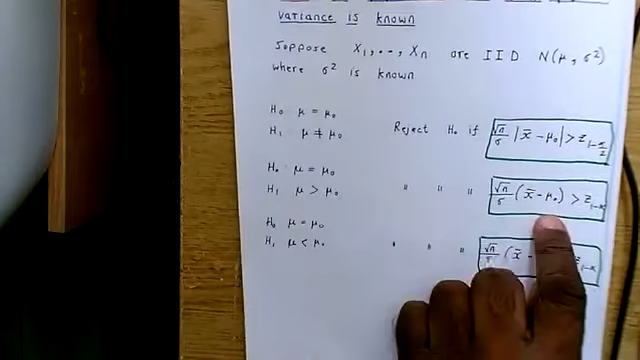 variance is known
Suppose X₁,..., Xₙ are IID N(μ, σ²)
where σ² is known
H₀ μ = μ₀
H₁ μ ≠ μ₀ Reject H₀ if √n/σ |x̄ - μ₀| > z₁₋α/₂
H₀ μ = μ₀
H₁ μ > μ₀ " " " √n/σ (x̄ - μ₀) > z₁₋α
H₀ μ = μ₀
H₁ μ < μ₀ " " " √n/σ (x̄ - z₁₋α